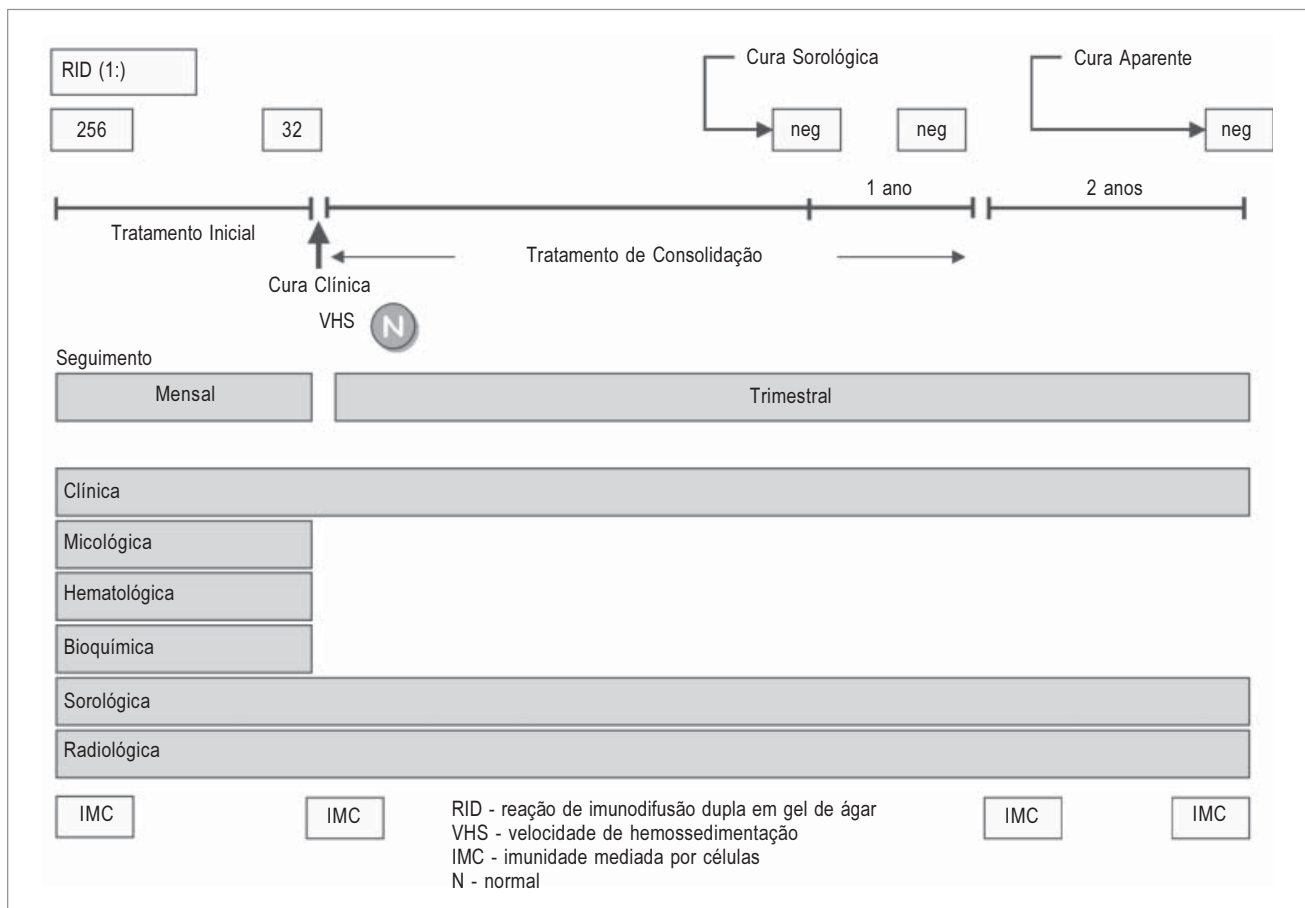 RID (1:)
Cura Sorológica
Cura Aparente
256
32
neg
neg
neg
1 ano
2 anos
Tratamento Inicial
Tratamento de Consolidação
Cura Clínica
VHS
N
Seguimento
Mensal
Trimestral
Clínica
Micológica
Hematológica
Bioquímica
Sorológica
Radiológica
IMC
IMC
RID - reação de imunodifusão dupla em gel de ágar
VHS - velocidade de hemossedimentação
IMC - imunidade mediada por células
N - normal
IMC
IMC